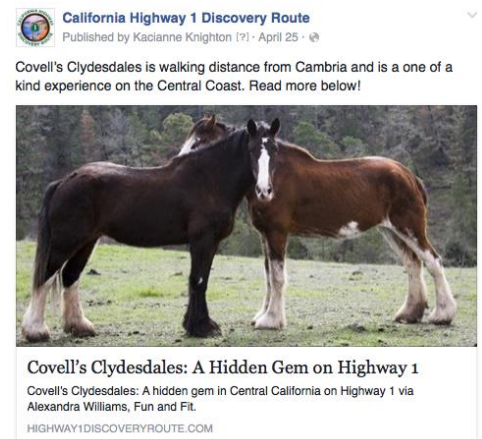 California Highway 1 Discovery Route
Published by Kacianne Knighton [?] · April 25 ·
Covell's Clydesdales is walking distance from Cambria and is a one of a
kind experience on the Central Coast. Read more below!
Covell's Clydesdales: A Hidden Gem on Highway 1
Covell's Clydesdales: A hidden gem in Central California on Highway 1 via
Alexandra Williams, Fun and Fit.
HIGHWAY1DISCOVERYROUTE.COM